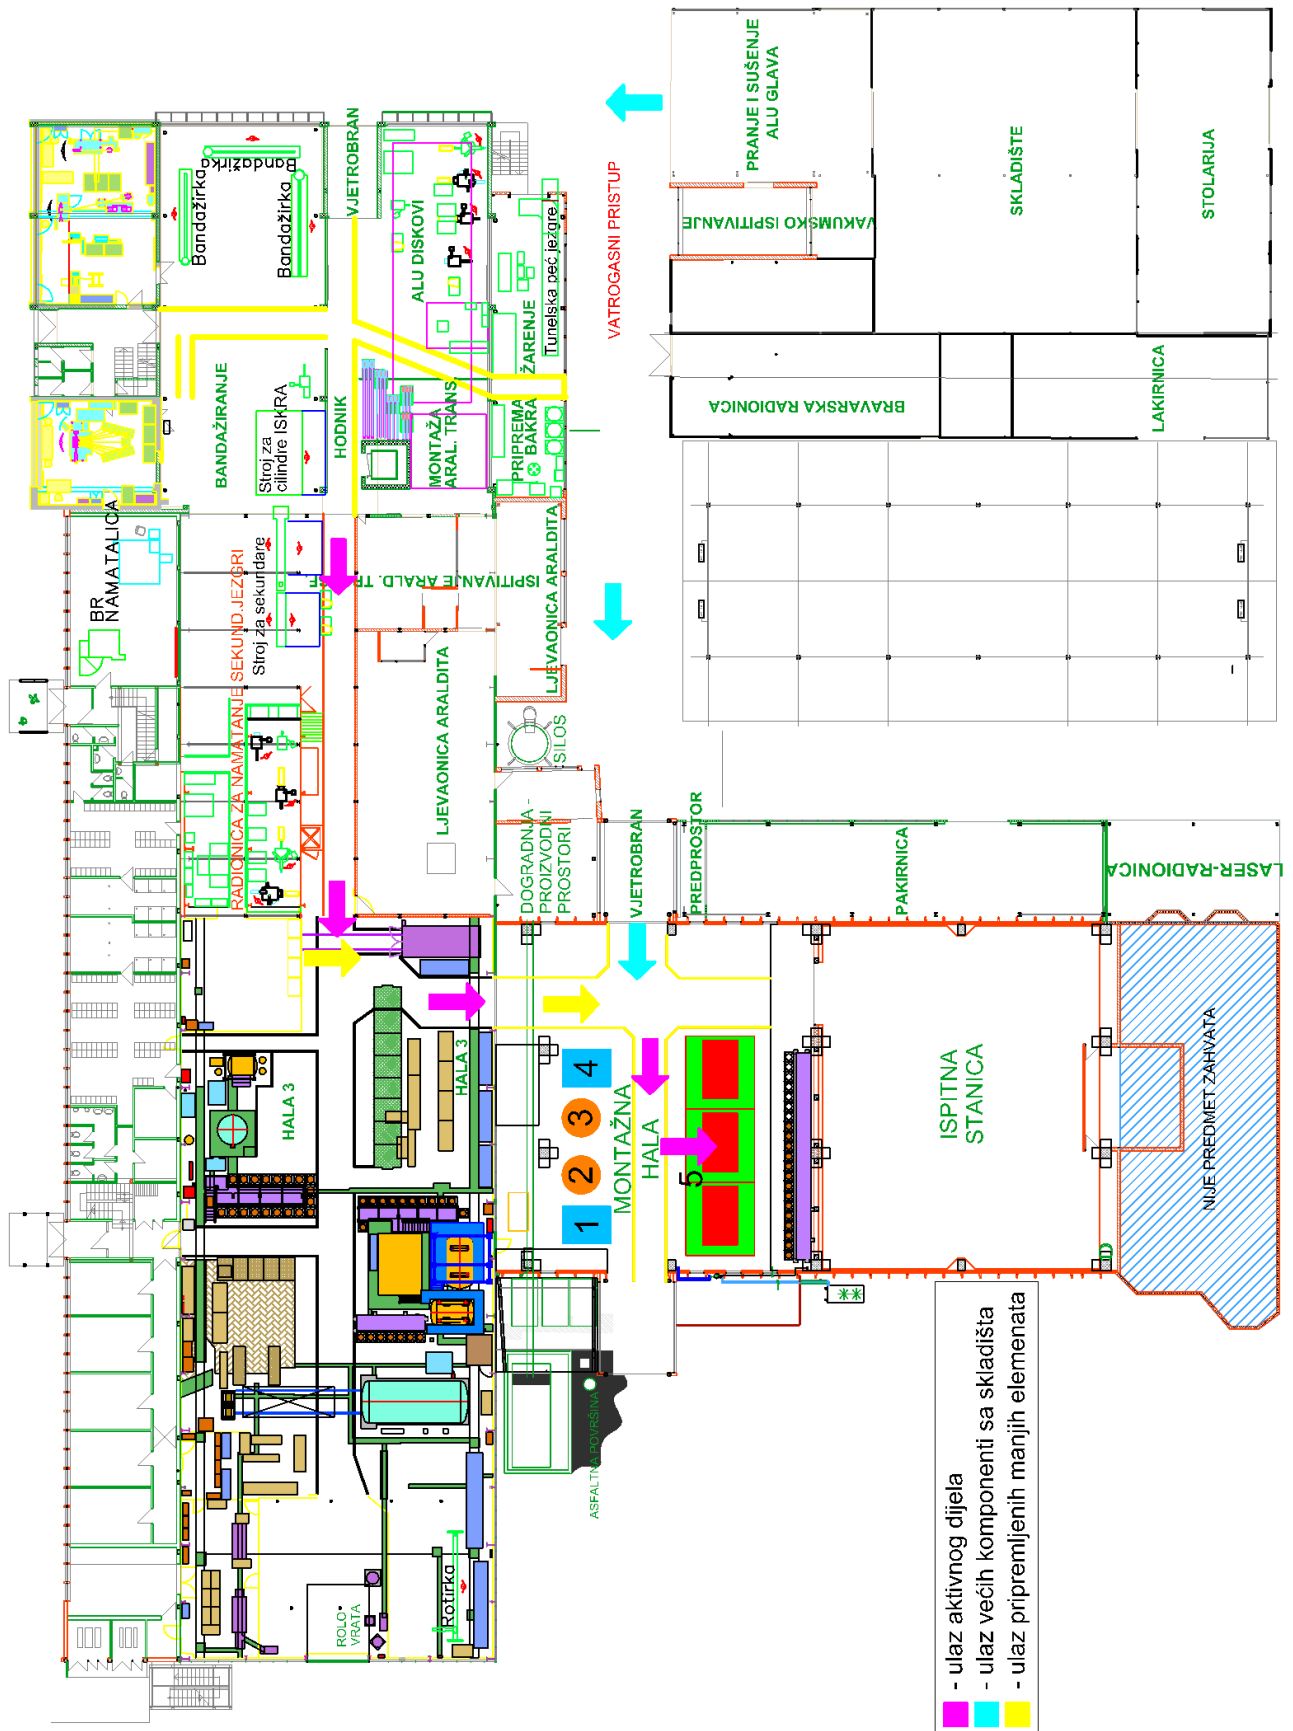 PRANJE I SUŠENJE
ALU GLAVA
SKLADIŠTE
STOLARIJA
VAKUMSKO ISPITIVANJE
VATROGASNI PRISTUP
BRAVARSKA RADIONICA
LAKIRNICA
VJETROBRAN
Bandažirka
Bandažirka
Bandažirka
ALU DISKOVI
Tunelska peć jezgre
ŽARENJE
BANDAŽIRANJE
Stroj za
cilindre ISKRA
HODNIK
MONTAŽA
ARAL. TRANS.
PRIPREMA
BAKRA
BR
NAMATALICA
RADIONICA ZA NAMATANJE SEKUND.JEZGRI
Stroj za sekundare
ISPITIVANJE ARALD. TR
LJEVAONICA ARALDITA
LJEVAONICA ARALDITA
SILOS
DOGRADNJA -
PROIZVODNI
PROSTORI
VJETROBRAN
PREDPROSTOR
PAKIRNICA
LASER-RADIONICA
HALA 3
HALA 3
1
2
3
4
5
MONTAŽNA
HALA
ISPITNA
STANICA
NIJE PREDMET ZAHVATA
ASFALTNA POVRŠINA
ROLO
VRATA
Rotirka
- ulaz aktivnog dijela
- ulaz većih komponenti sa skladišta
- ulaz pripremljenih manjih elemenata